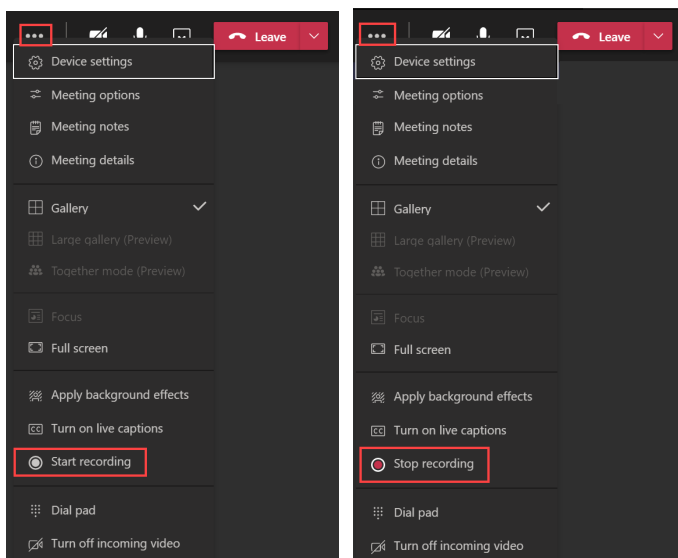 Leave
Device settings
Meeting options
Meeting notes
Meeting details
Gallery
Large gallery (Preview)
Together mode (Preview)
Focus
Full screen
Apply background effects
CC Turn on live captions
Start recording
Dial pad
Turn off incoming video
Leave
Device settings
Meeting options
Meeting notes
Meeting details
Gallery
Large gallery (Preview)
Together mode (Preview)
Focus
Full screen
Apply background effects
CC Turn on live captions
Stop recording
Dial pad
Turn off incoming video